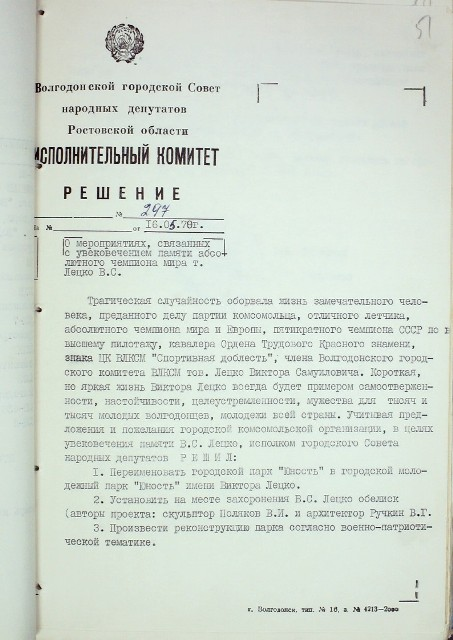 51
Волгодонской городской Совет
народных депутатов
Ростовской области
ИСПОЛНИТЕЛЬНЫЙ КОМИТЕТ
РЕШЕНИЕ
№ 297
На № от 16.05.78г.
О мероприятиях, связанных
с увековечением памяти абсо-
лютного чемпиона мира т.
Лецко В.С.
Трагическая случайность оборвала жизнь замечательного чело-
века, преданного делу партии комсомольца, отличного летчика,
абсолютного чемпиона мира и Европы, пятикратного чемпиона СССР по в
высшему пилотажу, кавалера Ордена Трудового Красного знамени,
знака ЦК ВЛКСМ "Спортивная доблесть", члена Волгодонского город-
ского комитета ВЛКСМ тов. Лецко Виктора Самуиловича. Короткая,
но яркая жизнь Виктора Лецко всегда будет примером самоотвержен-
ности, настойчивости, целеустремленности, мужества для тысяч и
тысяч молодых волгодонцев, молодежи всей страны. Учитывая пред-
ложения и пожелания городской комсомольской организации, в целях
увековечения памяти В.С. Лецко, исполком городского Совета
народных депутатов РЕШИЛ:
1. Переименовать городской парк "Юность" в городской моло-
дежный парк "Юность" имени Виктора Лецко.
2. Установить на месте захоронения В.С. Лецко обелиск
(авторы проекта: скульптор Поляков В.И. и архитектор Ручкин В.Г.
3. Произвести реконструкцию парка согласно военно-патриоти-
ческой тематике.
г. Волгодонск, тип. № 16, з. № 4213—2000